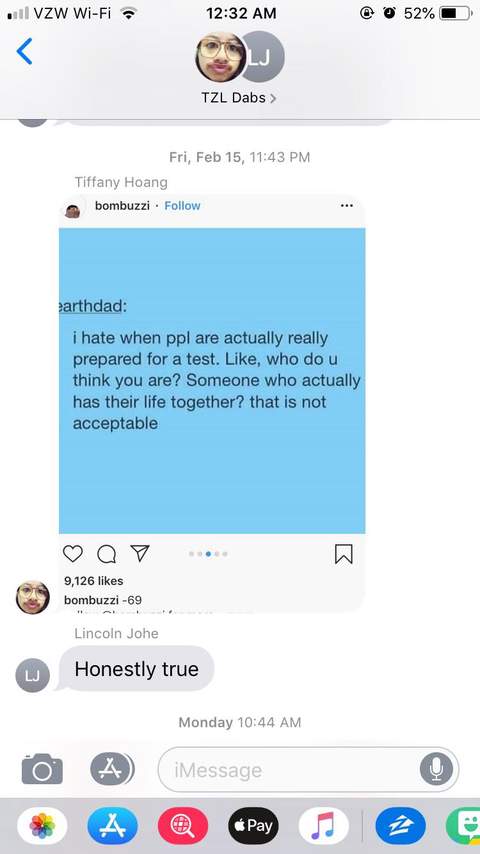 VZW Wi-Fi 12:32 AM 52%
LJ
TZL Dabs
Fri, Feb 15, 11:43 PM
Tiffany Hoang
bombuzzi · Follow
earthdad:
i hate when ppl are actually really
prepared for a test. Like, who do u
think you are? Someone who actually
has their life together? that is not
acceptable
9,126 likes
bombuzzi -69
Lincoln Johe
LJ
Honestly true
Monday 10:44 AM
iMessage
Pay